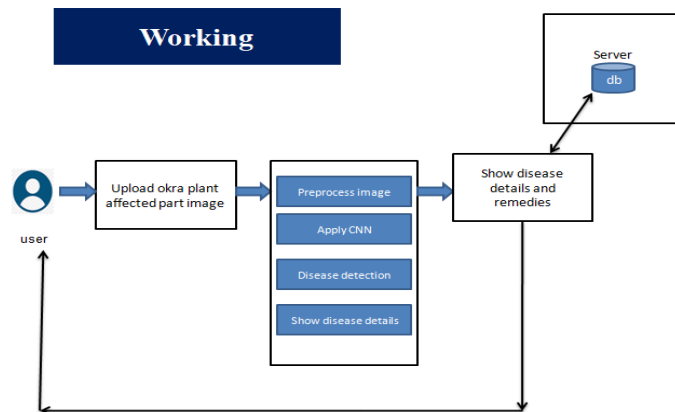 Working
Server
db
user
Upload okra plant
affected part image
Preprocess image
Apply CNN
Disease detection
Show disease details
Show disease
details and
remedies